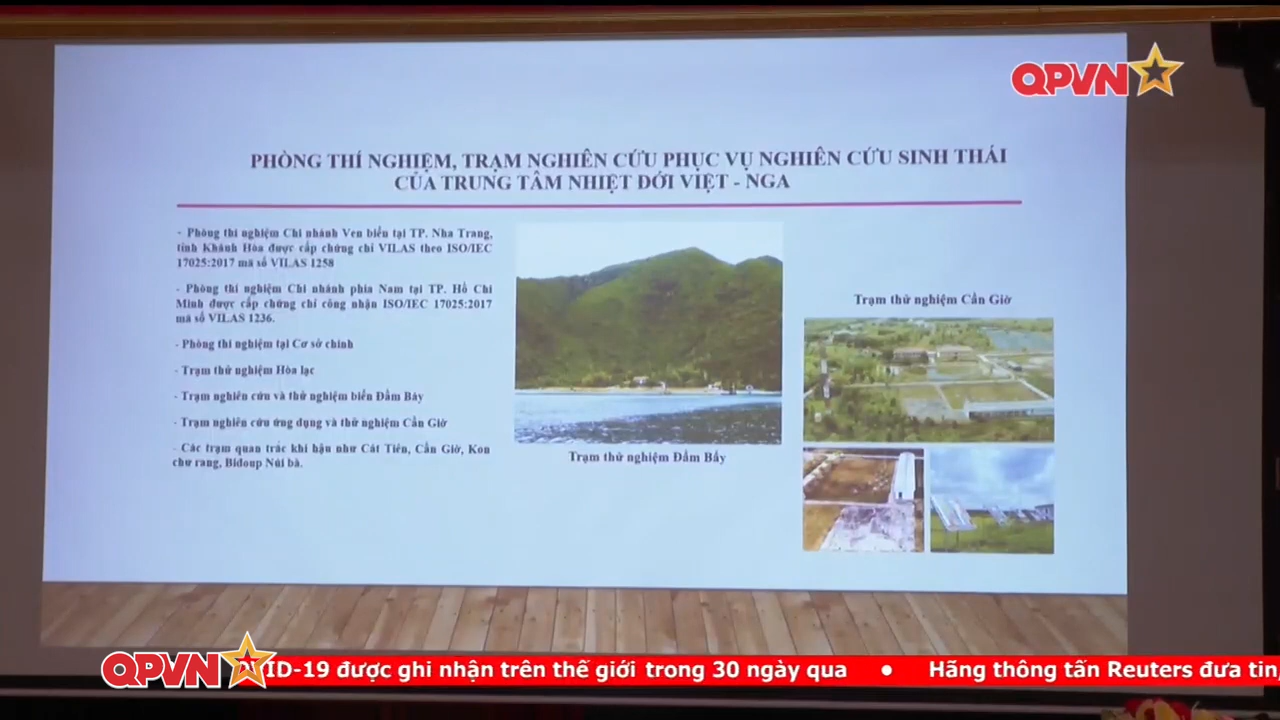 QPVN
PHÒNG THÍ NGHIỆM, TRẠM NGHIÊN CỨU PHỤC VỤ NGHIÊN CỨU SINH THÁI
CỦA TRUNG TÂM NHIỆT ĐỚI VIỆT - NGA
- Phòng thí nghiệm Chi nhánh Ven biển tại TP. Nha Trang,
tỉnh Khánh Hòa được cấp chứng chỉ VILAS theo ISO/IEC
17025:2017 mã số VILAS 1258
- Phòng thí nghiệm Chi nhánh phía Nam tại TP. Hồ Chí
Minh được cấp chứng chỉ công nhận ISO/IEC 17025:2017
mã số VILAS 1236.
- Phòng thí nghiệm tại Cơ sở chính
- Trạm thử nghiệm Hòa lạc
- Trạm nghiên cứu và thử nghiệm biển Đầm Báy
- Trạm nghiên cứu ứng dụng và thử nghiệm Cần Giờ
- Các trạm quan trắc khí hậu như Cát Tiên, Cần Giờ, Kon
chư rang, Bidoup Núi bà.
Trạm thử nghiệm Đầm Bẩy
Trạm thử nghiệm Cần Giờ
QPVN
ID-19 được ghi nhận trên thế giới trong 30 ngày qua • Hãng thông tấn Reuters đưa tin,